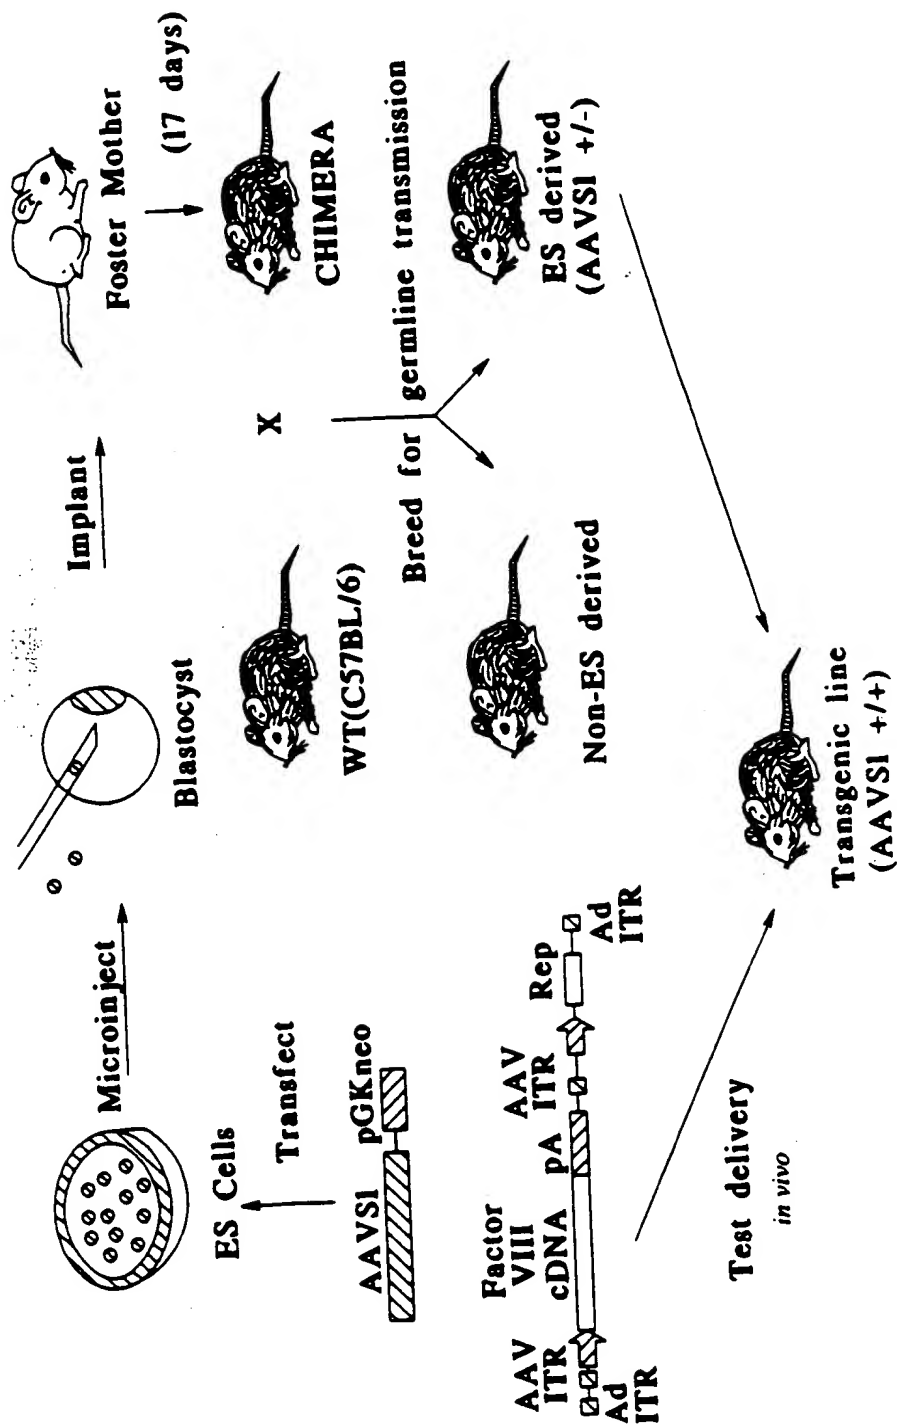 Microinject
Implant
ES Cells
Blastocyst
Foster Mother
(17 days)
Transfect
AAVS1 pGKneo
WT(C57BL/6)
X
CHIMERA
Breed for germline transmission
Non-ES derived
ES derived
(AAVS1 +/-)
AAV
ITR
Factor
VIII
cDNA
pA
AAV
ITR
Rep
Ad
ITR
Ad
ITR
Test delivery
in vivo
Transgenic line
(AAVS1 +/+)